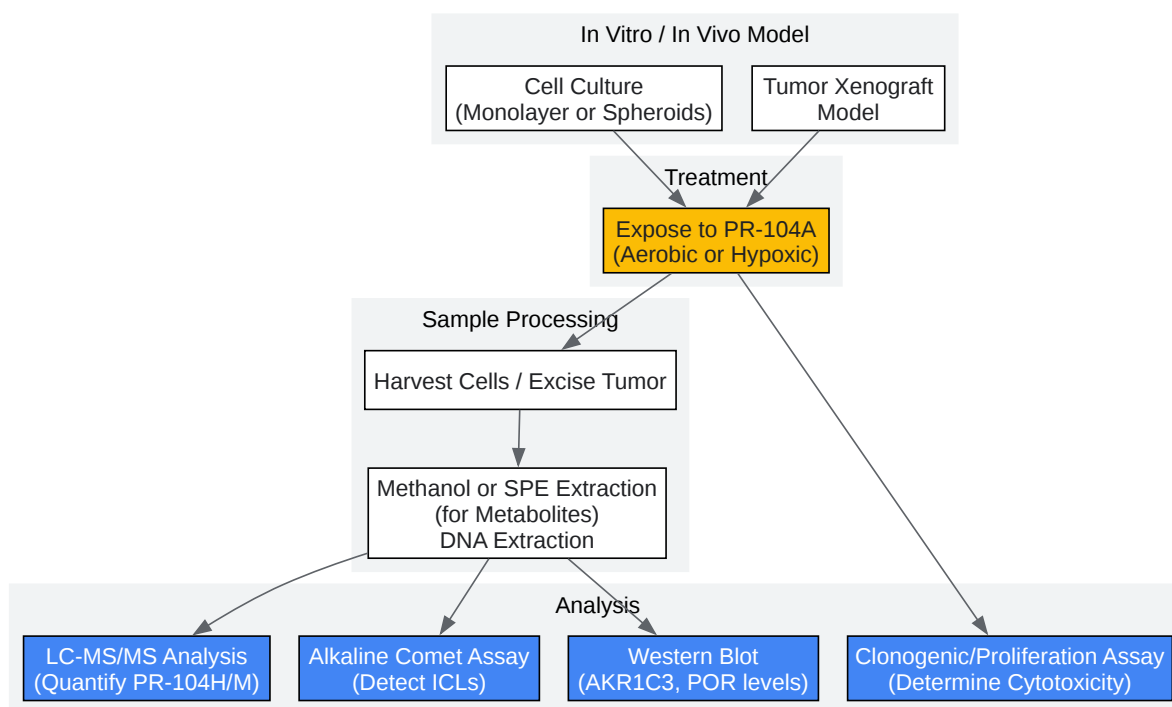 In Vitro / In Vivo Model
Cell Culture
(Monolayer or Spheroids)
Tumor Xenograft
Model
Treatment
Expose to PR-104A
(Aerobic or Hypoxic)
Sample Processing
Harvest Cells / Excise Tumor
Methanol or SPE Extraction
(for Metabolites)
DNA Extraction
Analysis
LC-MS/MS Analysis
(Quantify PR-104H/M)
Alkaline Comet Assay
(Detect ICLs)
Western Blot
(AKR1C3, POR levels)
Clonogenic/Proliferation Assay
(Determine Cytotoxicity)